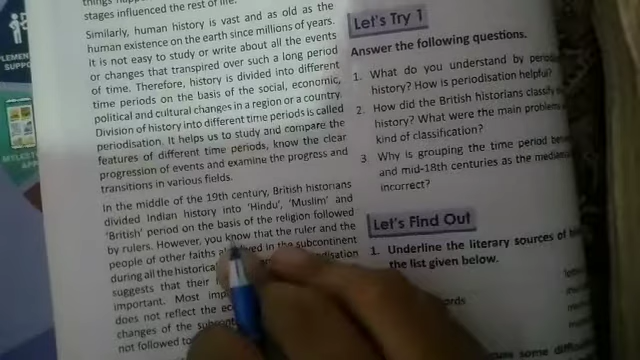 stages influenced the rest of life.
Similarly, human history is vast and as old as the
human existence on the earth since millions of years.
It is not easy to study or write about all the events
or changes that transpired over such a long period
of time. Therefore, history is divided into different
time periods on the basis of the social, economic,
political and cultural changes in a region or a country.
Division of history into different time periods is called
periodisation. It helps us to study and compare the
features of different time periods, know the clear
progression of events and examine the progress and
transitions in various fields.
In the middle of the 19th century, British historians
divided Indian history into 'Hindu', 'Muslim' and
'British' period on the basis of the religion followed
by rulers. However, you know that the ruler and the
people of other faiths in the subcontinent
during all the historical
suggests that their
important. Most
does not reflect the
changes of the
not followed
Let's Try 1
Answer the following questions.
1. What do you understand by
history? How is periodisation helpful?
2. How did the British historians classify
history? What were the main problems
kind of classification?
3 Why is grouping the time period
and mid-18th centuries as the
incorrect?
Let's Find Out
1. Underline the literary sources of
the list given below.